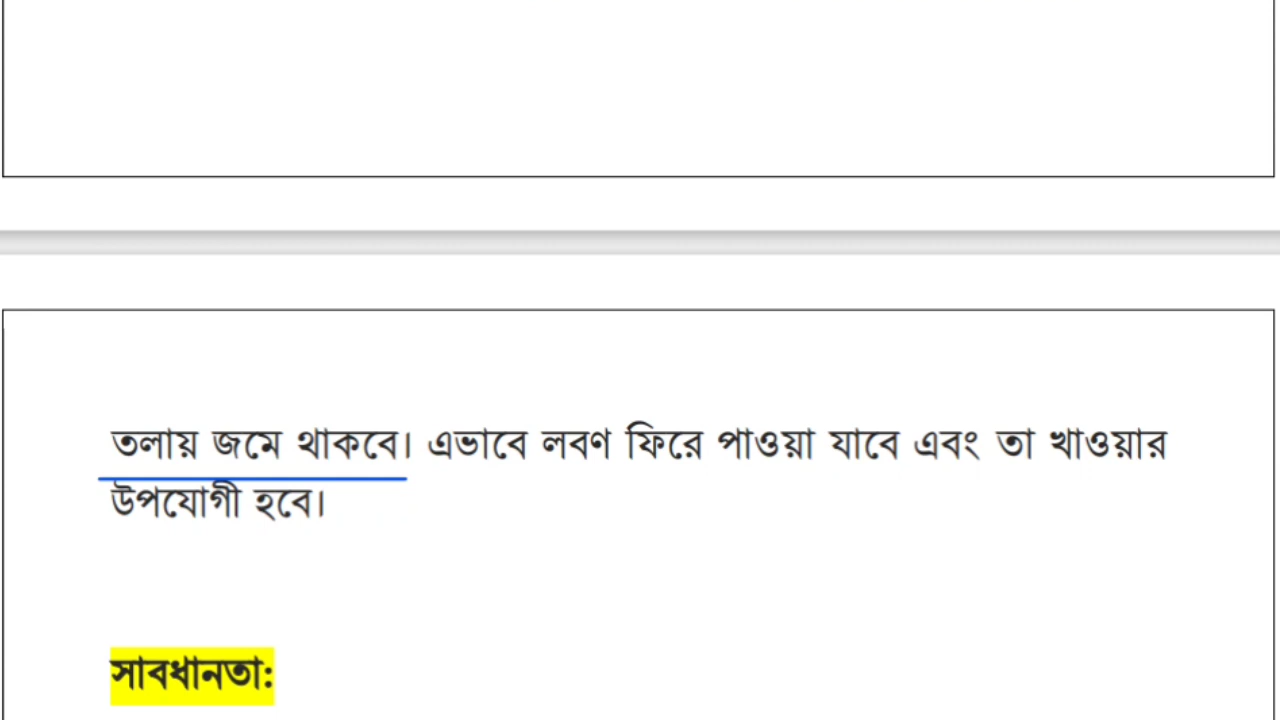 তলায় জমে থাকবে। এভাবে লবণ ফিরে পাওয়া যাবে এবং তা খাওয়ার
উপযোগী হবে।
সাবধানতা: